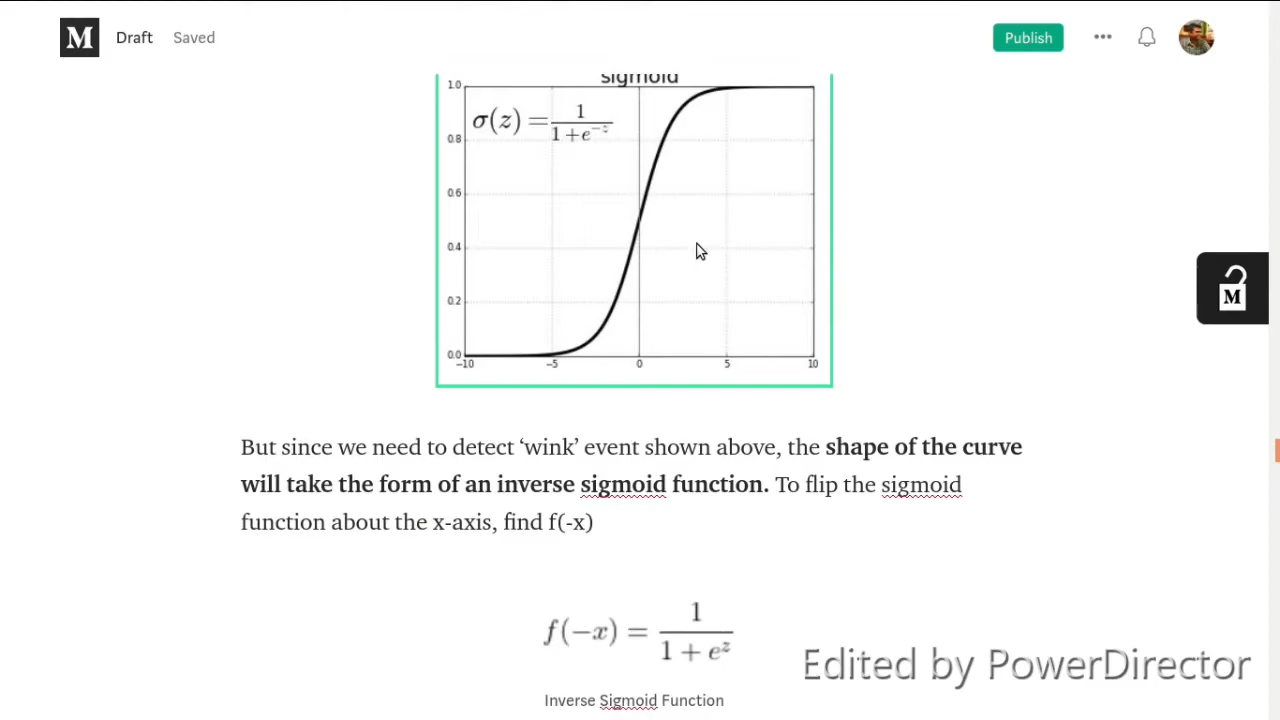 M Draft Saved Publish
sigmoid
σ(z) = 1 / 1+e^{-z}
1.0
0.8
0.6
0.4
0.2
0.0
−10 −5 0 5 10
M
But since we need to detect ‘wink’ event shown above, the shape of the curve
will take the form of an inverse sigmoid function. To flip the sigmoid
function about the x-axis, find f(-x)
f(−x) = 1 / 1 + e^z
Edited by PowerDirector
Inverse Sigmoid Function